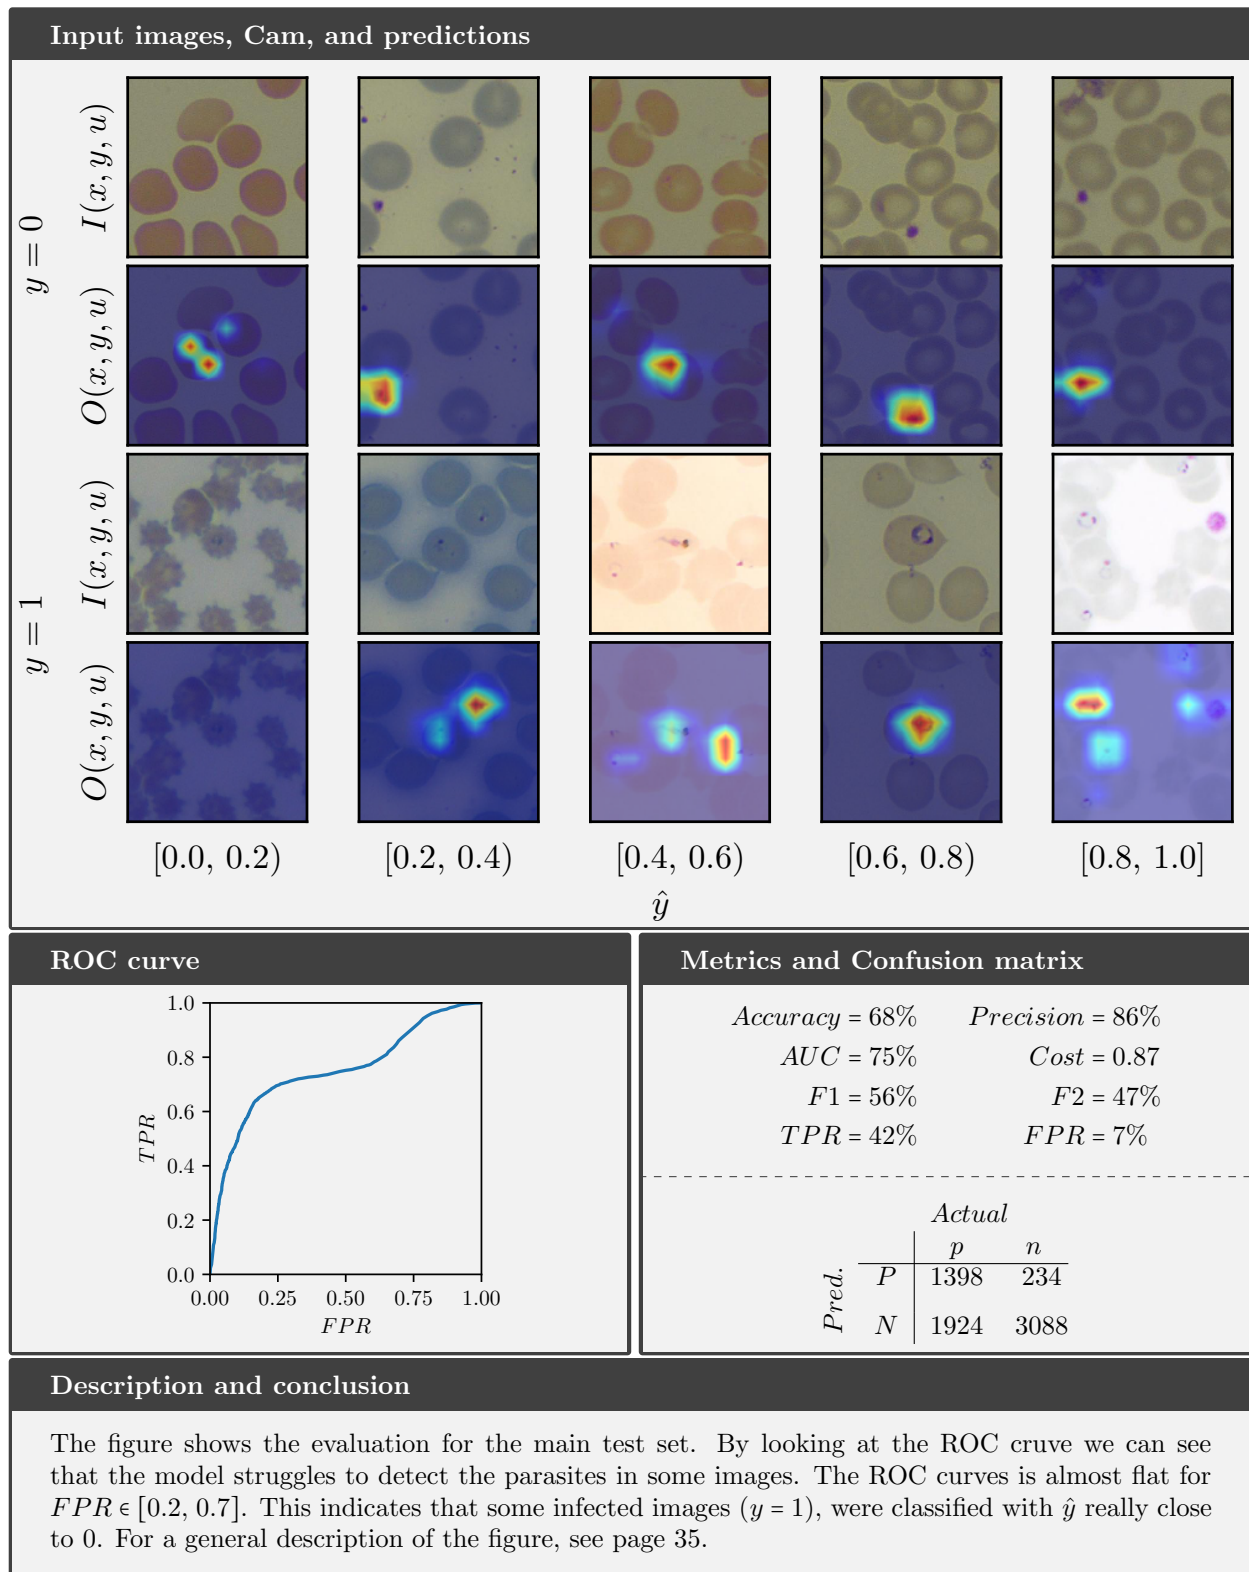 Input images, Cam, and predictions
y = 0
I(x, y, u)
O(x, y, u)
y = 1
I(x, y, u)
O(x, y, u)
[0.0, 0.2) [0.2, 0.4) [0.4, 0.6) [0.6, 0.8) [0.8, 1.0]
ŷ
ROC curve
1.0
0.8
0.6
0.4
0.2
0.0
TPR
0.00 0.25 0.50 0.75 1.00
FPR
Metrics and Confusion matrix
Accuracy = 68% Precision = 86%
AUC = 75% Cost = 0.87
F1 = 56% F2 = 47%
TPR = 42% FPR = 7%
Actual
p n
Pred.
P 1398 234
N 1924 3088
Description and conclusion
The figure shows the evaluation for the main test set. By looking at the ROC cruve we can see
that the model struggles to detect the parasites in some images. The ROC curves is almost flat for
FPR ∈ [0.2, 0.7]. This indicates that some infected images (y = 1), were classified with ŷ really close
to 0. For a general description of the figure, see page 35.